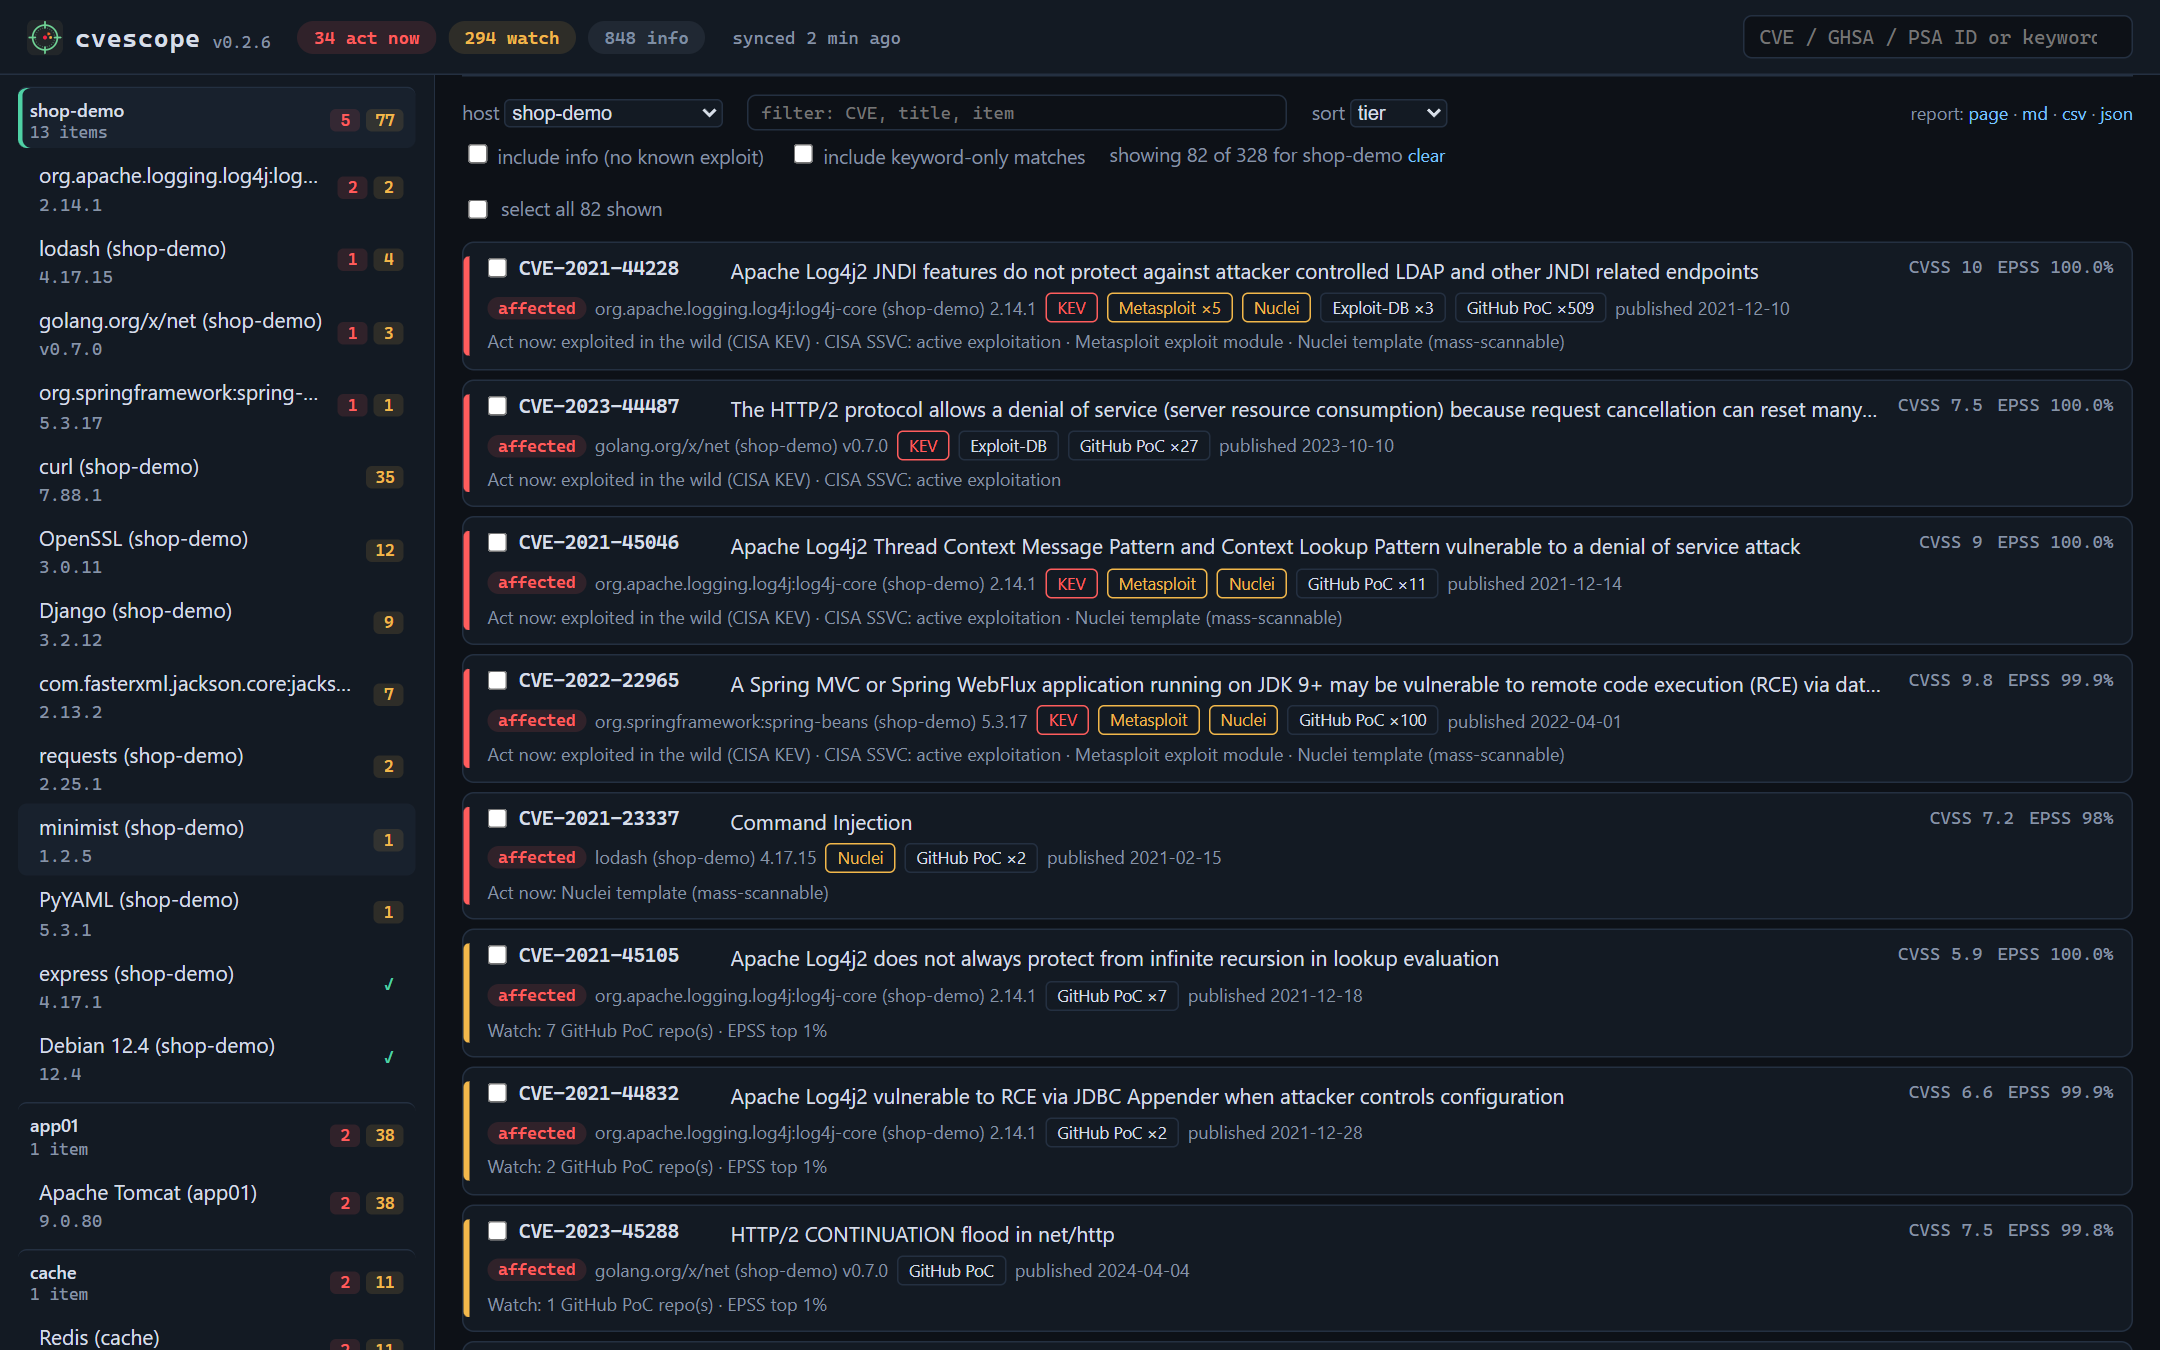 cvescope v0.2.6 34 act now 294 watch 848 info synced 2 min ago CVE / GHSA / PSA ID or keyword
shop-demo 5 77
13 items
org.apache.logging.log4j:log... 2 2
2.14.1
lodash (shop-demo) 1 4
4.17.15
golang.org/x/net (shop-demo) 1 3
v0.7.0
org.springframework:spring-... 1 1
5.3.17
curl (shop-demo) 35
7.88.1
OpenSSL (shop-demo) 12
3.0.11
Django (shop-demo) 9
3.2.12
com.fasterxml.jackson.core:jacks... 7
2.13.2
requests (shop-demo) 2
2.25.1
minimist (shop-demo) 1
1.2.5
PyYAML (shop-demo) 1
5.3.1
express (shop-demo) ✓
4.17.1
Debian 12.4 (shop-demo) ✓
12.4
app01 2 38
1 item
Apache Tomcat (app01) 2 38
9.0.80
cache 2 11
1 item
Redis (cache) 2 11
host shop-demo filter: CVE, title, item sort tier report: page · md · csv · json
include info (no known exploit) include keyword-only matches showing 82 of 328 for shop-demo clear
select all 82 shown
CVE-2021-44228 Apache Log4j2 JNDI features do not protect against attacker controlled LDAP and other JNDI related endpoints CVSS 10 EPSS 100.0%
affected org.apache.logging.log4j:log4j-core (shop-demo) 2.14.1 KEV Metasploit ×5 Nuclei Exploit-DB ×3 GitHub PoC ×509 published 2021-12-10
Act now: exploited in the wild (CISA KEV) · CISA SSVC: active exploitation · Metasploit exploit module · Nuclei template (mass-scannable)
CVE-2023-44487 The HTTP/2 protocol allows a denial of service (server resource consumption) because request cancellation can reset many... CVSS 7.5 EPSS 100.0%
affected golang.org/x/net (shop-demo) v0.7.0 KEV Exploit-DB GitHub PoC ×27 published 2023-10-10
Act now: exploited in the wild (CISA KEV) · CISA SSVC: active exploitation
CVE-2021-45046 Apache Log4j2 Thread Context Message Pattern and Context Lookup Pattern vulnerable to a denial of service attack CVSS 9 EPSS 100.0%
affected org.apache.logging.log4j:log4j-core (shop-demo) 2.14.1 KEV Metasploit Nuclei GitHub PoC ×11 published 2021-12-14
Act now: exploited in the wild (CISA KEV) · CISA SSVC: active exploitation · Nuclei template (mass-scannable)
CVE-2022-22965 A Spring MVC or Spring WebFlux application running on JDK 9+ may be vulnerable to remote code execution (RCE) via dat... CVSS 9.8 EPSS 99.9%
affected org.springframework:spring-beans (shop-demo) 5.3.17 KEV Metasploit Nuclei GitHub PoC ×100 published 2022-04-01
Act now: exploited in the wild (CISA KEV) · CISA SSVC: active exploitation · Metasploit exploit module · Nuclei template (mass-scannable)
CVE-2021-23337 Command Injection CVSS 7.2 EPSS 98%
affected lodash (shop-demo) 4.17.15 Nuclei GitHub PoC ×2 published 2021-02-15
Act now: Nuclei template (mass-scannable)
CVE-2021-45105 Apache Log4j2 does not always protect from infinite recursion in lookup evaluation CVSS 5.9 EPSS 100.0%
affected org.apache.logging.log4j:log4j-core (shop-demo) 2.14.1 GitHub PoC ×7 published 2021-12-18
Watch: 7 GitHub PoC repo(s) · EPSS top 1%
CVE-2021-44832 Apache Log4j2 vulnerable to RCE via JDBC Appender when attacker controls configuration CVSS 6.6 EPSS 99.9%
affected org.apache.logging.log4j:log4j-core (shop-demo) 2.14.1 GitHub PoC ×2 published 2021-12-28
Watch: 2 GitHub PoC repo(s) · EPSS top 1%
CVE-2023-45288 HTTP/2 CONTINUATION flood in net/http CVSS 7.5 EPSS 99.8%
affected golang.org/x/net (shop-demo) v0.7.0 GitHub PoC published 2024-04-04
Watch: 1 GitHub PoC repo(s) · EPSS top 1%